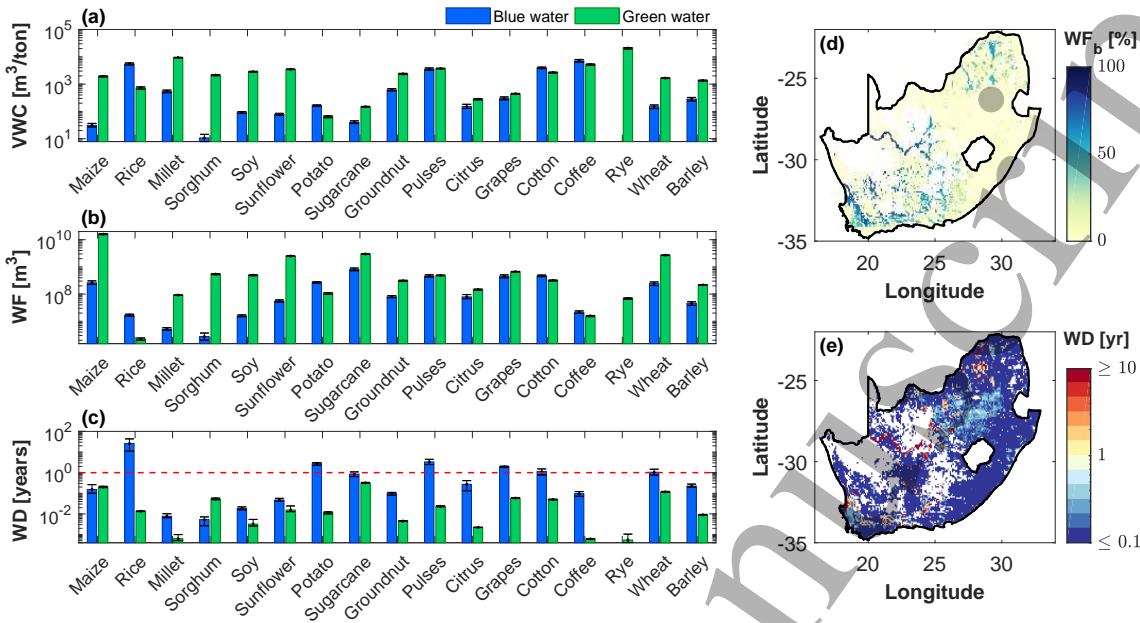 Blue water
Green water
(a)
VWC [m³/ton]
10⁵
10³
10¹
Maize
Rice
Millet
Sorghum
Soy
Sunflower
Potato
Sugarcane
Groundnut
Pulses
Citrus
Grapes
Cotton
Coffee
Rye
Wheat
Barley
(b)
WF [m³]
10¹⁰
10⁸
Maize
Rice
Millet
Sorghum
Soy
Sunflower
Potato
Sugarcane
Groundnut
Pulses
Citrus
Grapes
Cotton
Coffee
Rye
Wheat
Barley
(c)
WD [years]
10²
10⁰
10⁻²
Maize
Rice
Millet
Sorghum
Soy
Sunflower
Potato
Sugarcane
Groundnut
Pulses
Citrus
Grapes
Cotton
Coffee
Rye
Wheat
Barley
(d)
WF_b [%]
100
50
0
Latitude
-25
-30
-35
20
25
30
Longitude
(e)
WD [yr]
≥ 10
1
≤ 0.1
Latitude
-25
-30
-35
20
25
30
Longitude
nuscrip